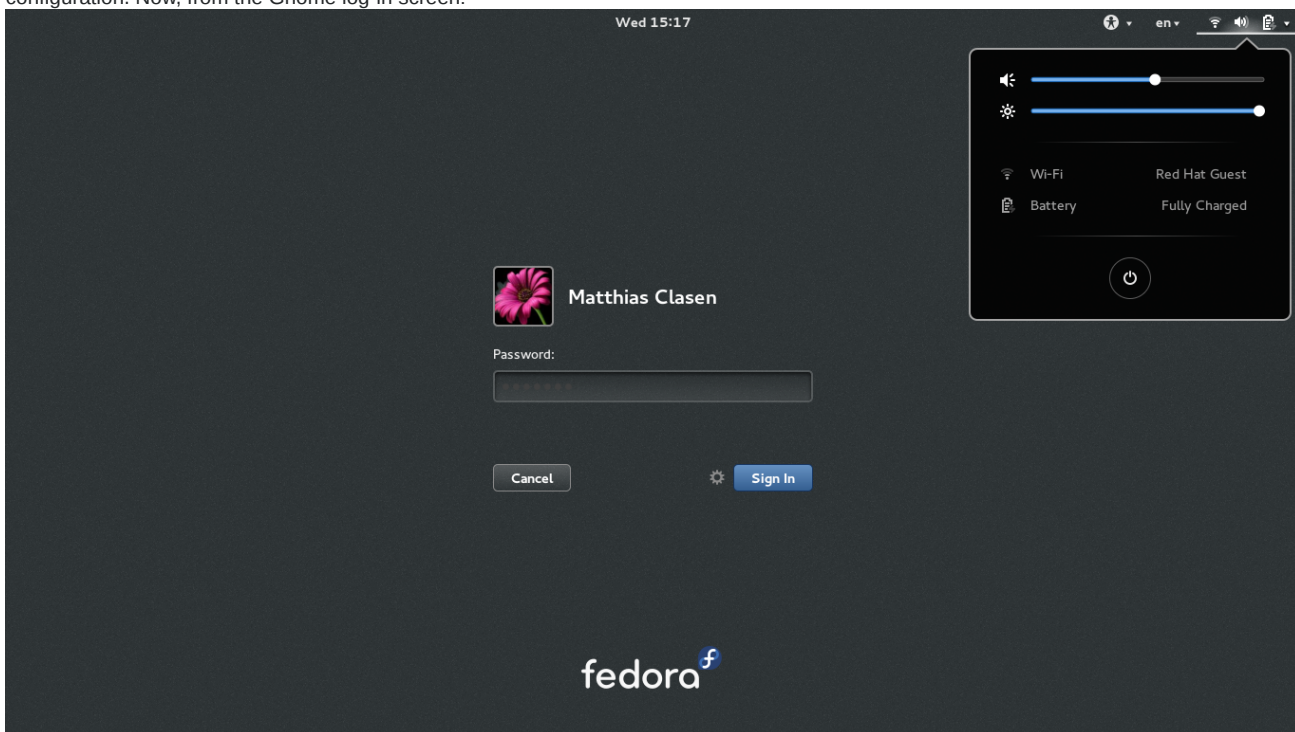 configuration. Now, from the Gnome log-in screen:
Wed 15:17
en
Wi-Fi Red Hat Guest
Battery Fully Charged
Matthias Clasen
Password:
Cancel
Sign In
fedora